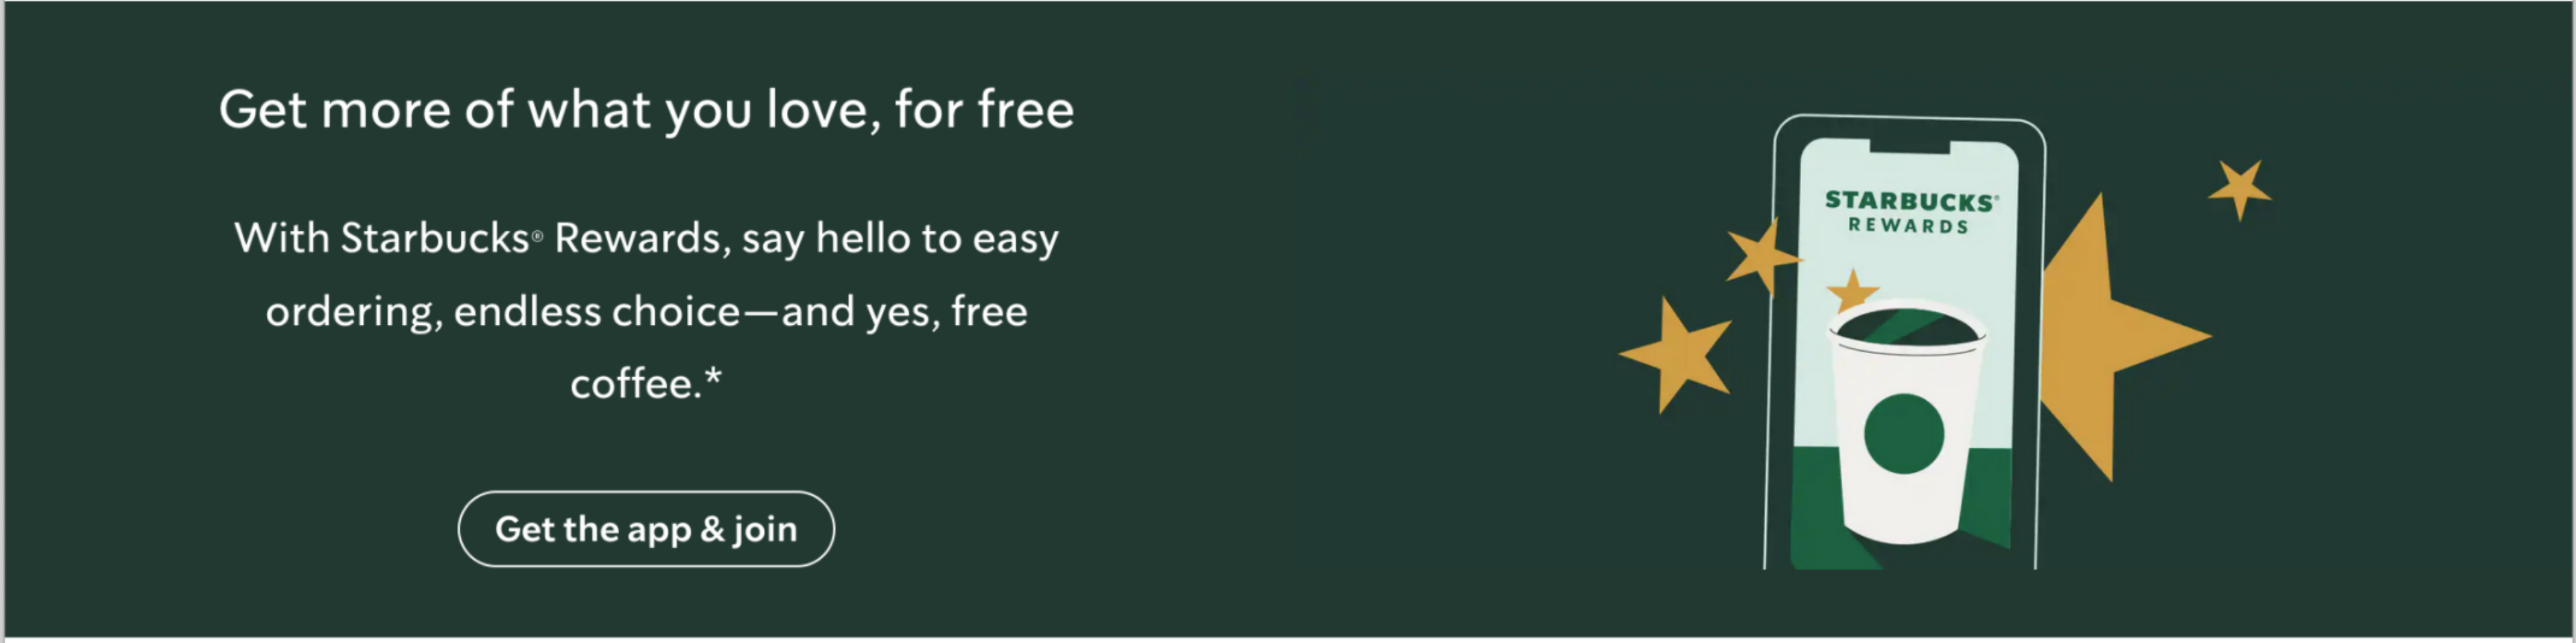 Get more of what you love, for free
With Starbucks® Rewards, say hello to easy
ordering, endless choice—and yes, free
coffee.*
Get the app & join
STARBUCKS®
REWARDS